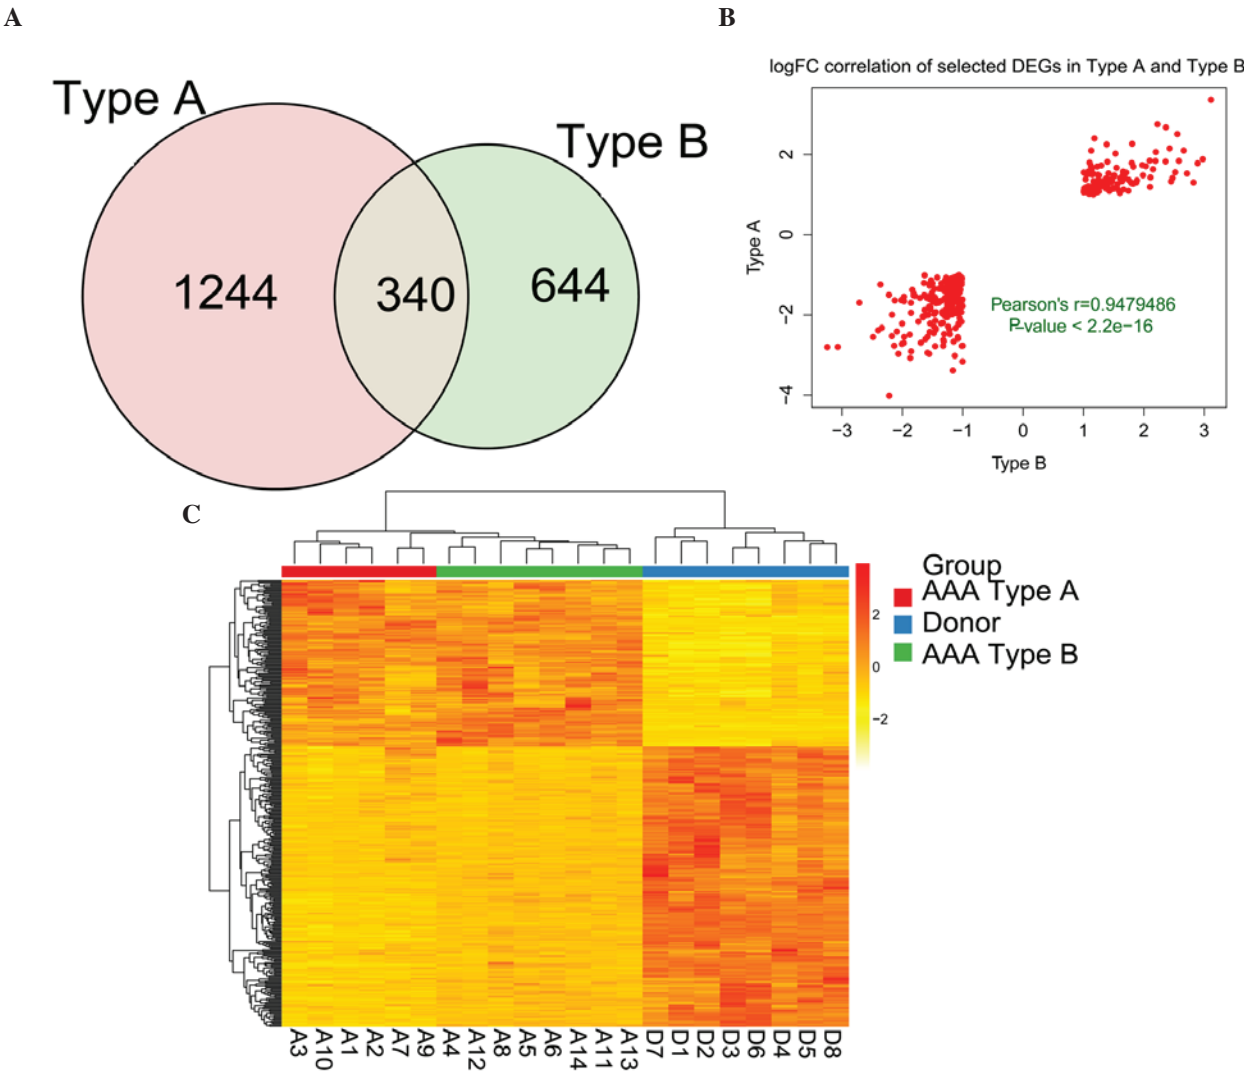 A
B
Type A
Type B
1244
340
644
logFC correlation of selected DEGs in Type A and Type B
2
0
−2
−4
Type A
Pearson's r=0.9479486
P-value < 2.2e−16
−3 −2 −1 0 1 2 3
Type B
C
Group
AAA Type A
Donor
AAA Type B
2
0
−2
A3 A10 A1 A2 A7 A9 A4 A12 A8 A5 A6 A14 A11 A13 D7 D1 D2 D3 D6 D4 D5 D8